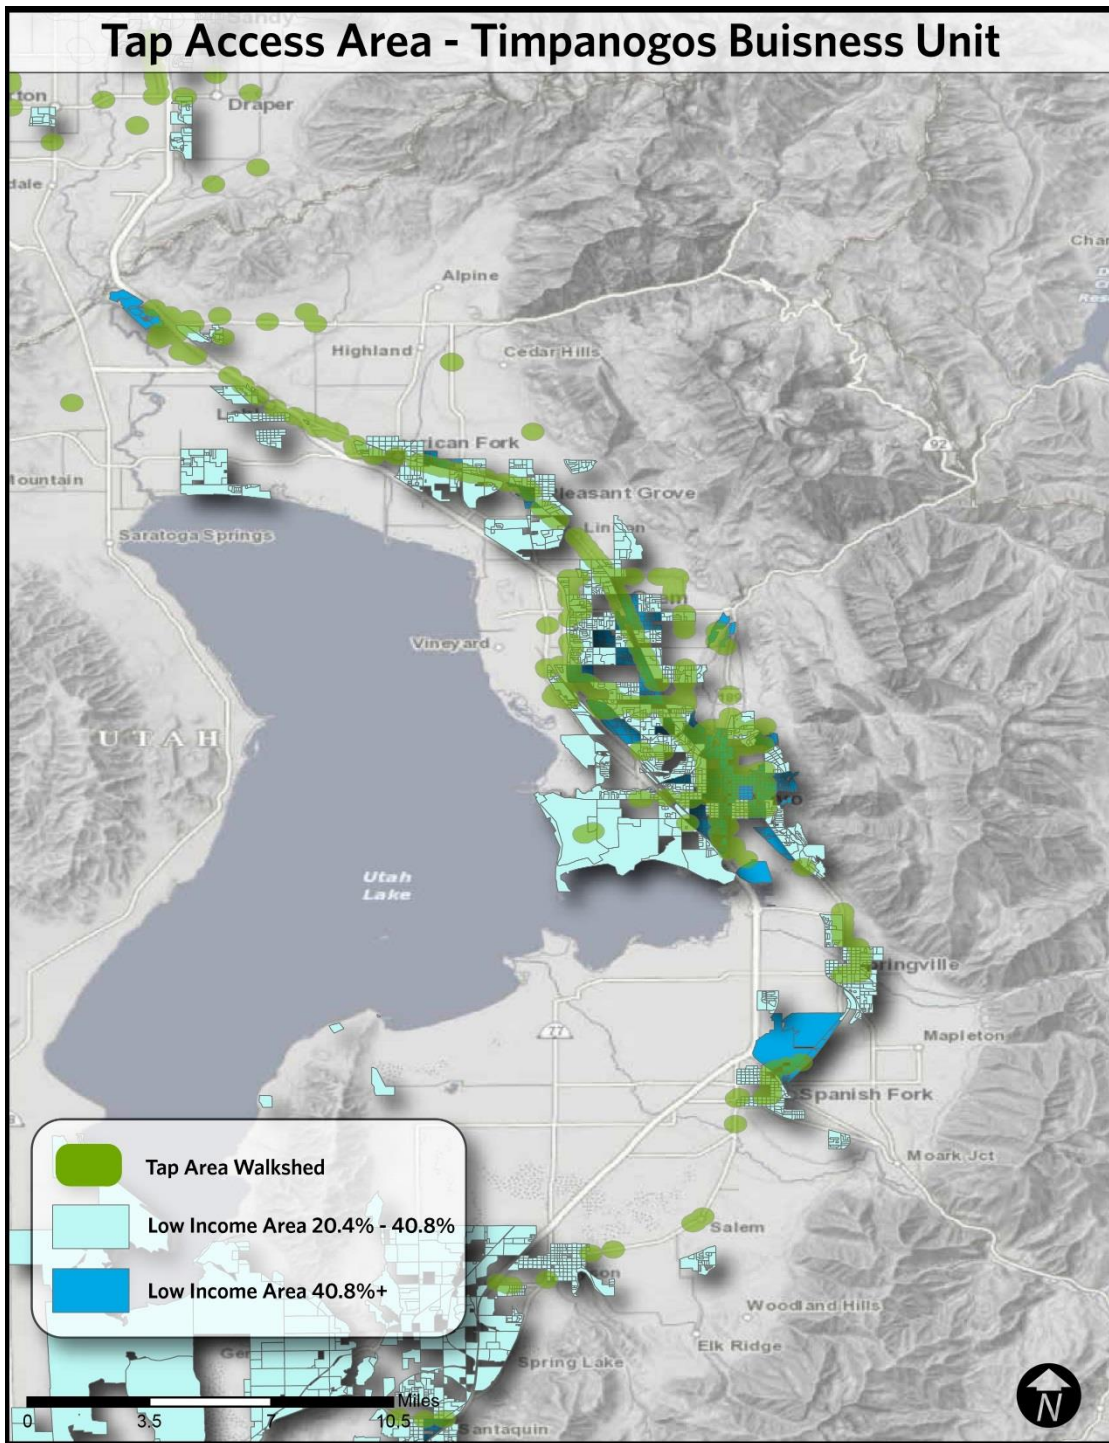 Tap Access Area - Timpanogos Buisness Unit
Sandy
Draper
Alpine
Highland
Cedar Hills
92
Saratoga Springs
Vineyard
UTAH
Utah
Lake
77
Mapleton
Spanish Fork
Moark Jct
Salem
Woodland Hills
Elk Ridge
Spring Lake
Santaquin
Tap Area Walkshed
Low Income Area 20.4% - 40.8%
Low Income Area 40.8%+
Miles
0
3.5
7
10.5
N